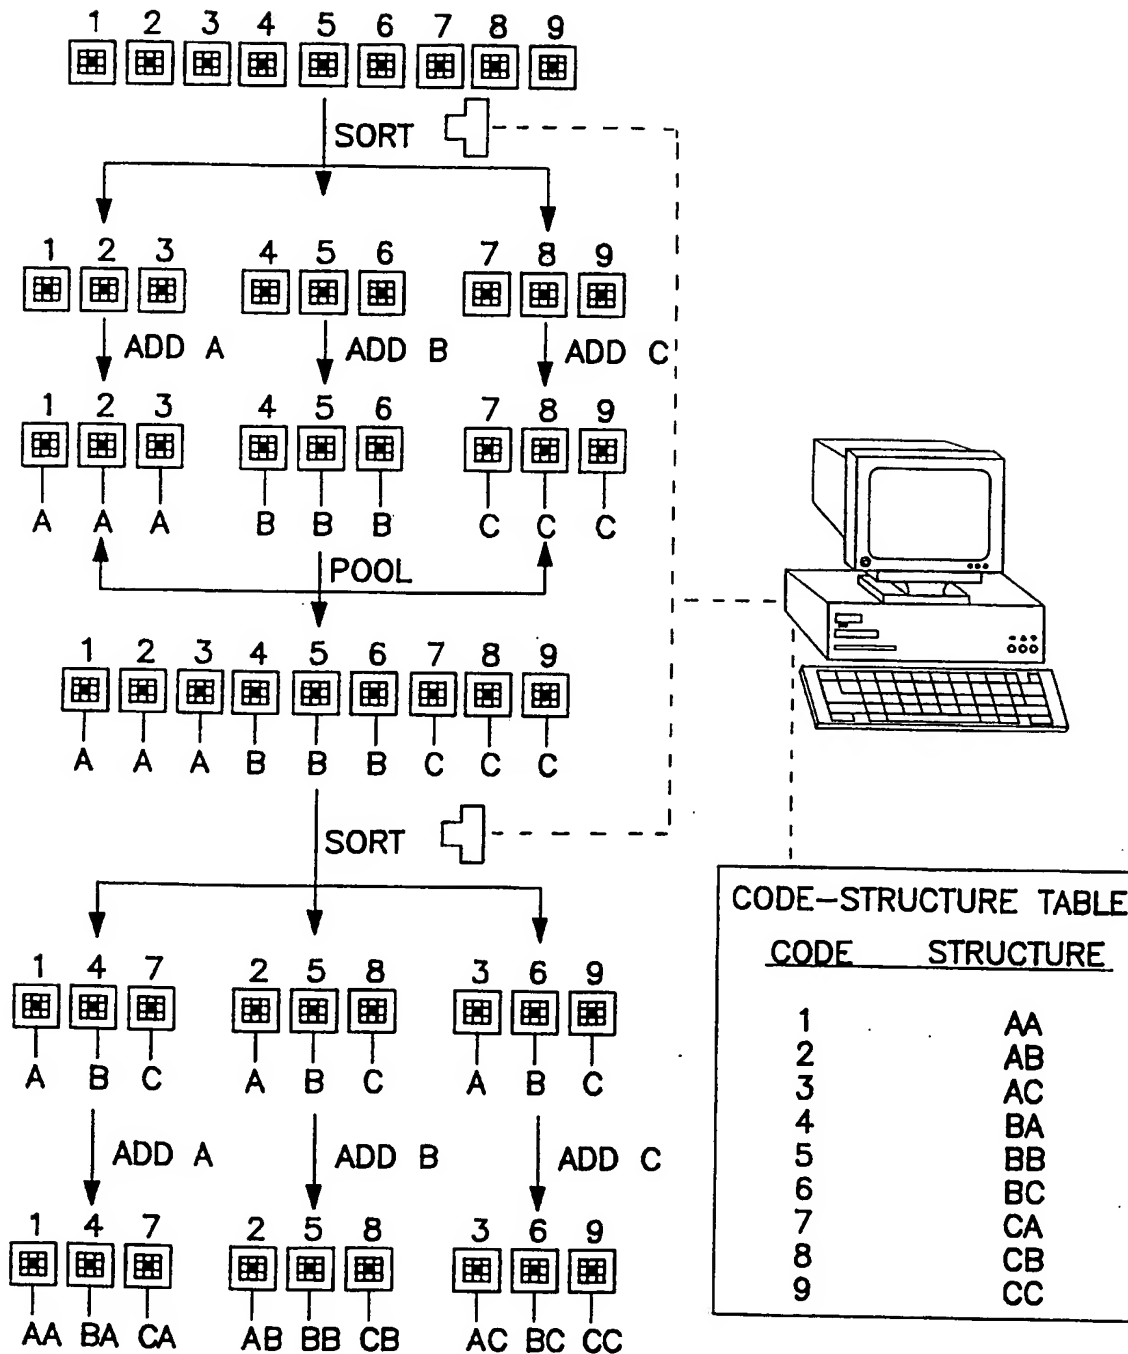 1 2 3 4 5 6 7 8 9
SORT
1 2 3 4 5 6 7 8 9
ADD A ADD B ADD C
1 2 3 4 5 6 7 8 9
A A A B B B C C C
POOL
1 2 3 4 5 6 7 8 9
A A A B B B C C C
SORT
1 4 7 2 5 8 3 6 9
A B C A B C A B C
ADD A ADD B ADD C
1 4 7 2 5 8 3 6 9
AA BA CA AB BB CB AC BC CC
CODE-STRUCTURE TABLE
CODE STRUCTURE
1 AA
2 AB
3 AC
4 BA
5 BB
6 BC
7 CA
8 CB
9 CC